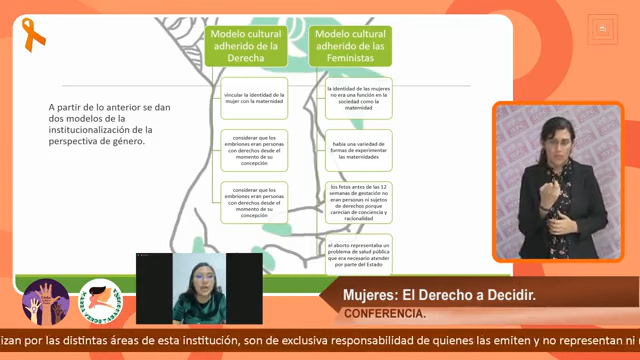 Modelo cultural
adherido de la
Derecha
Modelo cultural
adherido de las
Feministas
A partir de lo anterior se dan
dos modelos de la
institucionalización de la
perspectiva de género.
vincular la identidad de la
mujer con la maternidad
considerar que los
embriones eran personas
con derechos desde el
momento de su
concepción
considerar que los
embriones eran personas
con derechos desde el
momento de su
concepción
la identidad de las mujeres
no era una función en la
sociedad como la
maternidad
había una variedad de
formas de experimentar
las maternidades
los fetos antes de las 12
semanas de gestación no
eran personas ni sujetos
de derechos porque
carecían de conciencia y
racionalidad
el aborto representaba un
problema de salud pública
que era necesario atender
por parte del Estado
Mujeres: El Derecho a Decidir.
CONFERENCIA.
izan por las distintas áreas de esta institución, son de exclusiva responsabilidad de quienes las emiten y no representan ni